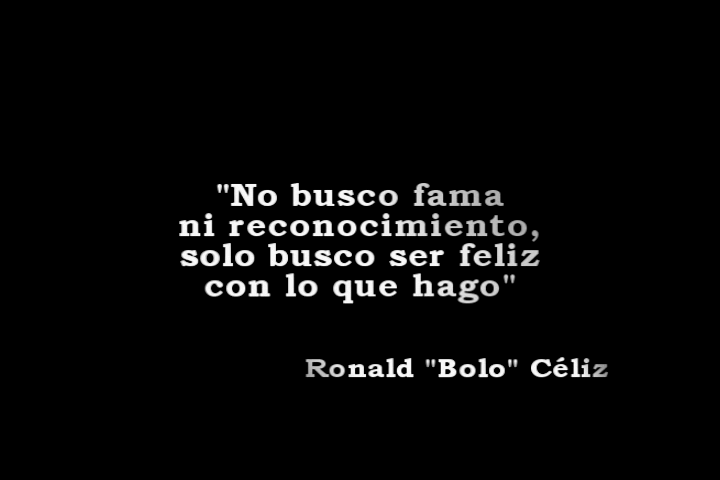 "No busco fama
ni reconocimiento,
solo busco ser feliz
con lo que hago"
Ronald "Bolo" Céliz